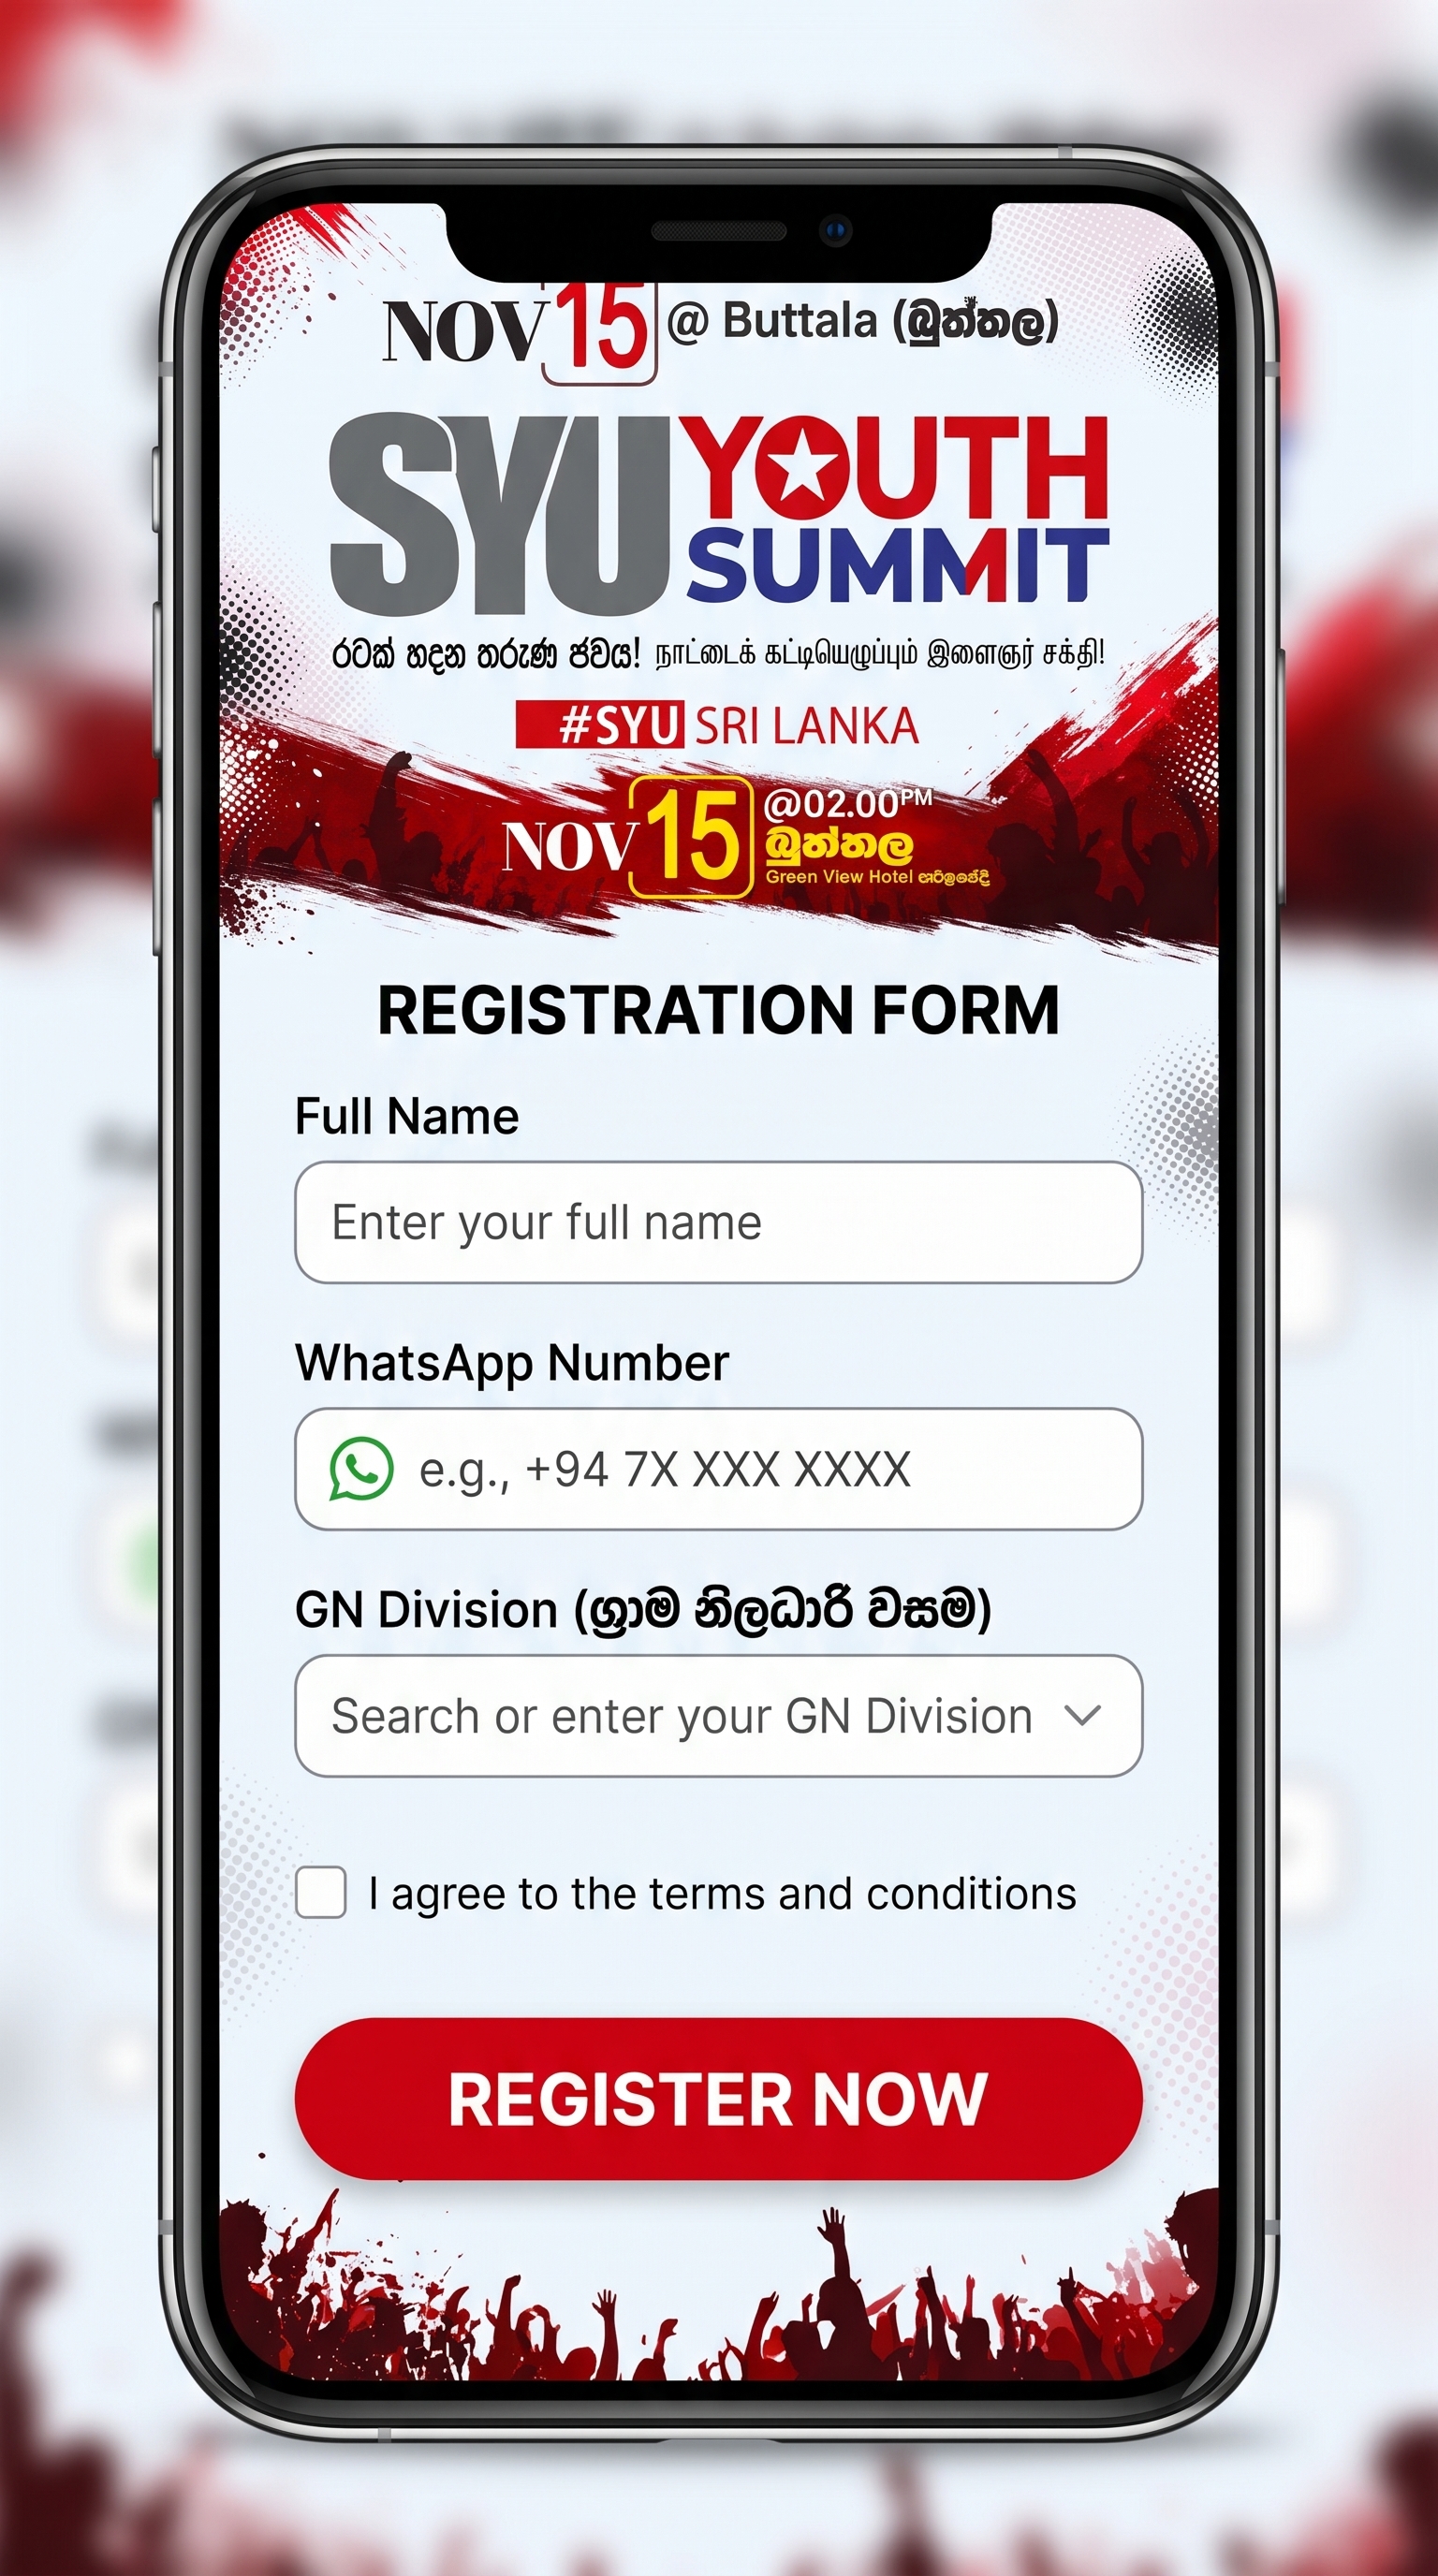 NOV 15 @ Buttala (බුත්තල)
SYU YOUTH SUMMIT
රටක් හදන තරුණ ජවය! நாட்டைக் கட்டியெழுப்பும் இளைஞர் சக்தி!
#SYU SRI LANKA
NOV 15 @02.00PM
බුත්තල
Green View Hotel
REGISTRATION FORM
Full Name
Enter your full name
WhatsApp Number
e.g., +94 7X XXX XXXX
GN Division (ග්‍රාම නිලධාරී වසම)
Search or enter your GN Division
I agree to the terms and conditions
REGISTER NOW